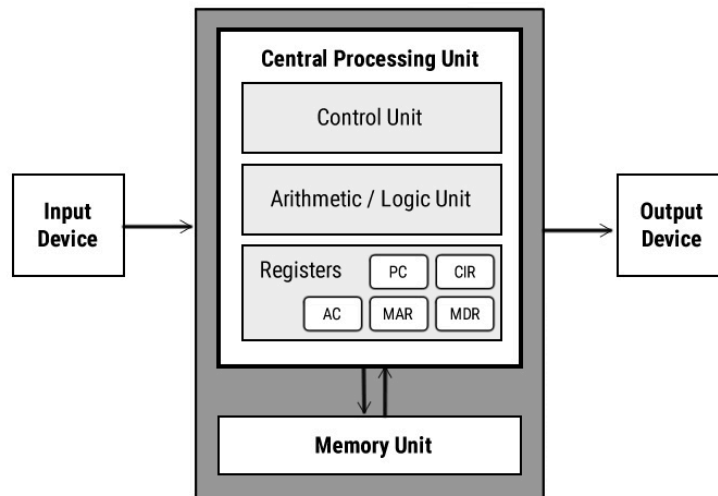 Central Processing Unit
Control Unit
Arithmetic / Logic Unit
Input
Device
Output
Device
Registers
PC
CIR
AC
MAR
MDR
Memory Unit